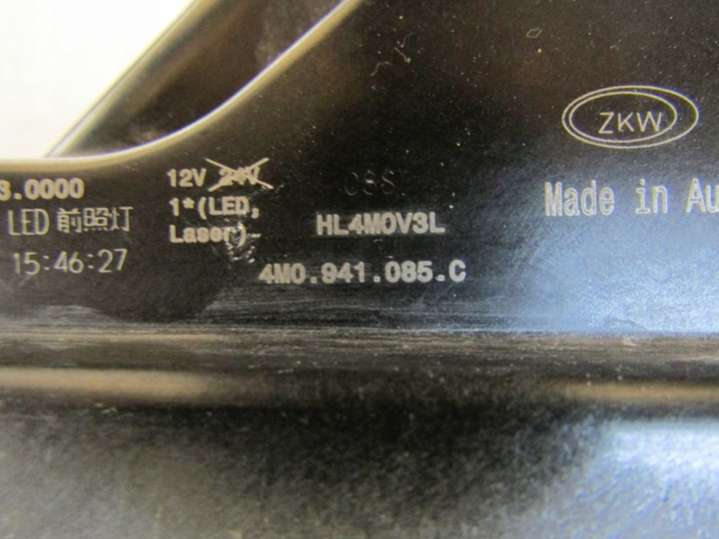 ZKW
3.0000
12V 24V
LED 前照灯
1*(LED,
Laser)-
HL4M0V3L
Made in Au
15:46:27
4M0.941.085.C